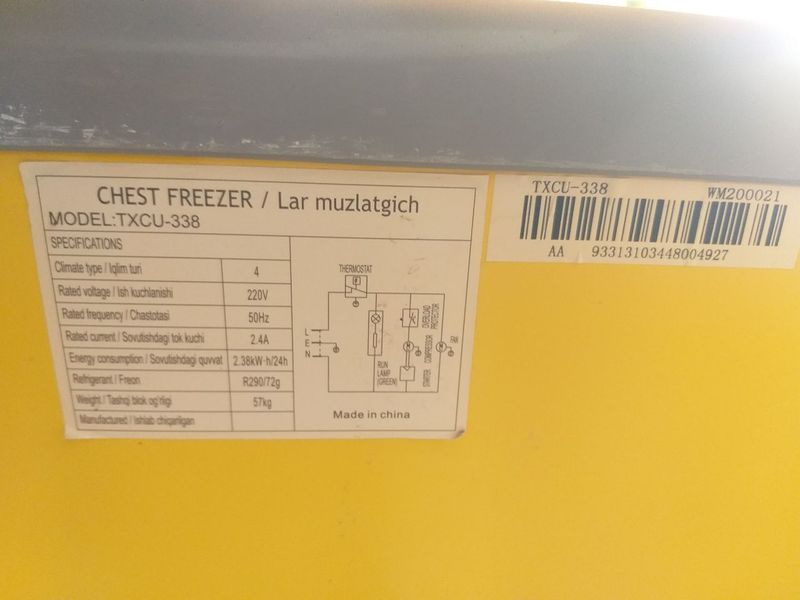 CHEST FREEZER / Lar muzlatgich
MODEL:TXCU-338
SPECIFICATIONS
Climate type / Iqlim turi 4
Rated voltage / Ish kuchlanishi 220V
Rated frequency / Chastotasi 50Hz
Rated current / Sovutishdagi tok kuchi 2.4A
Energy consumption / Sovutishdagi quvvat 2.38kW·h/24h
Refrigerant / Freon R290/72g
Weight / Tashqi blok og'rligi 57kg
Manufactured / Ishlab chiqarilgan
THERMOSTAT
L
E
N
RUN
LAMP
(GREEN)
OVERLOAD
PROTECTOR
COMPRESSOR
STARTER
FAN
Made in china
TXCU-338 WM200021
AA 93313103448004927